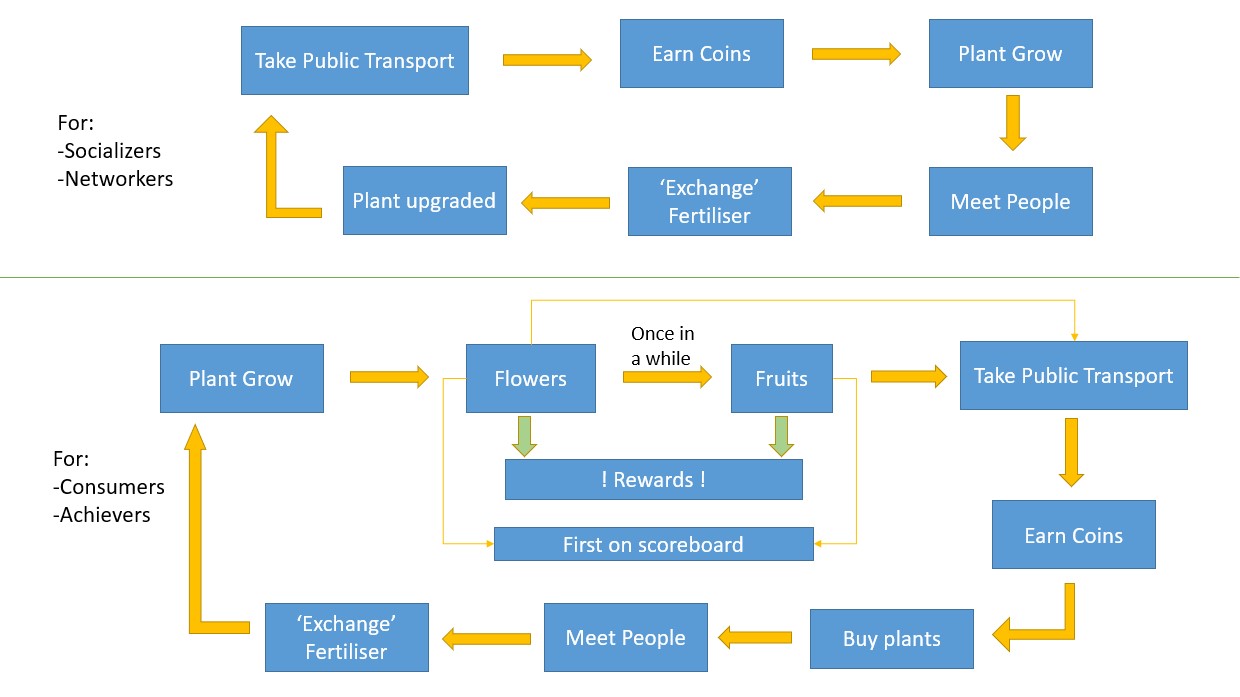 Take Public Transport
Earn Coins
Plant Grow
For:
-Socializers
-Networkers
Plant upgraded
‘Exchange’
Fertiliser
Meet People
Once in
a while
Plant Grow
Flowers
Fruits
Take Public Transport
For:
-Consumers
-Achievers
! Rewards !
First on scoreboard
Earn Coins
‘Exchange’
Fertiliser
Meet People
Buy plants